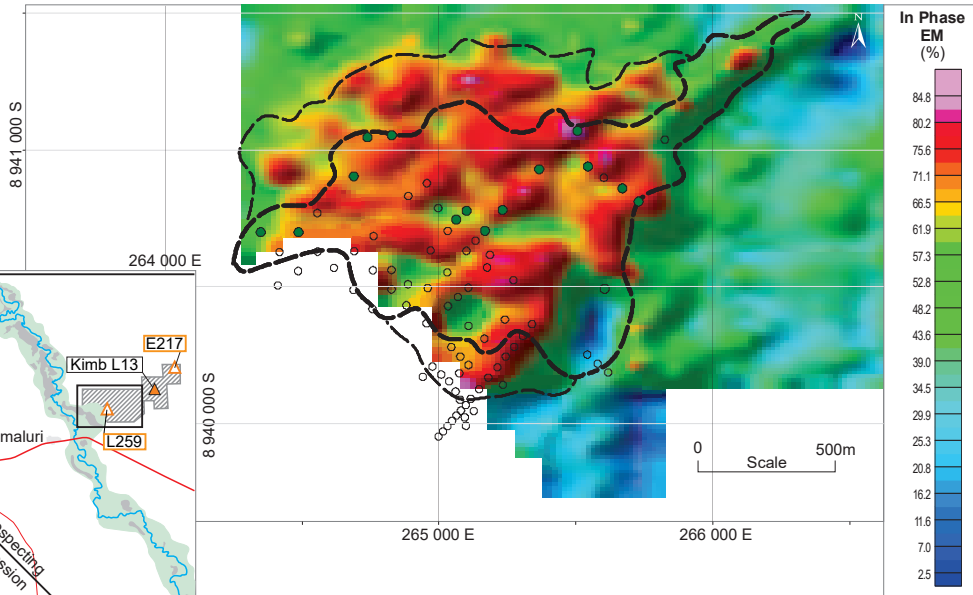 In Phase
EM
(%)
N
84.8
80.2
75.6
71.1
66.5
61.9
57.3
52.8
48.2
43.6
39.0
34.5
29.9
25.3
20.8
16.2
11.6
7.0
2.5
8 941 000 S
264 000 E
8 940 000 S
0
500m
Scale
265 000 E
266 000 E
E217
Kimb L13
L259
maluri
specting
ssion